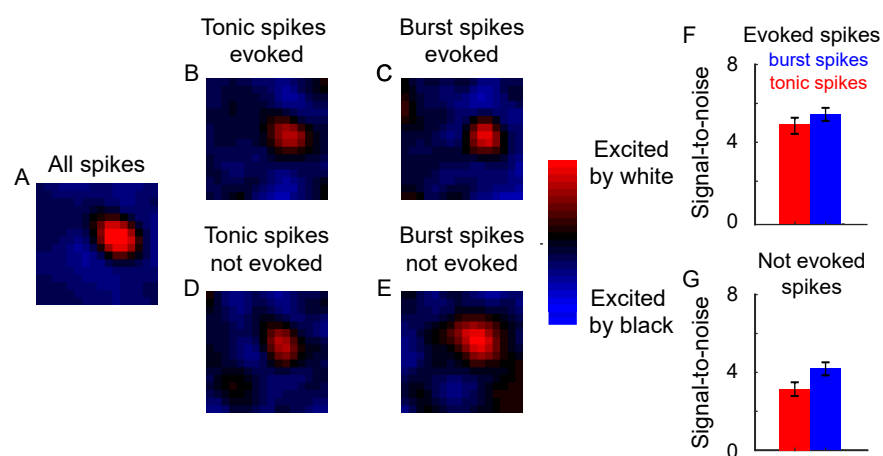 A
All spikes
B
Tonic spikes
evoked
C
Burst spikes
evoked
D
Tonic spikes
not evoked
E
Burst spikes
not evoked
Excited
by white
Excited
by black
F
Evoked spikes
burst spikes
tonic spikes
Signal-to-noise
8
4
0
G
Not evoked
spikes
Signal-to-noise
8
4
0